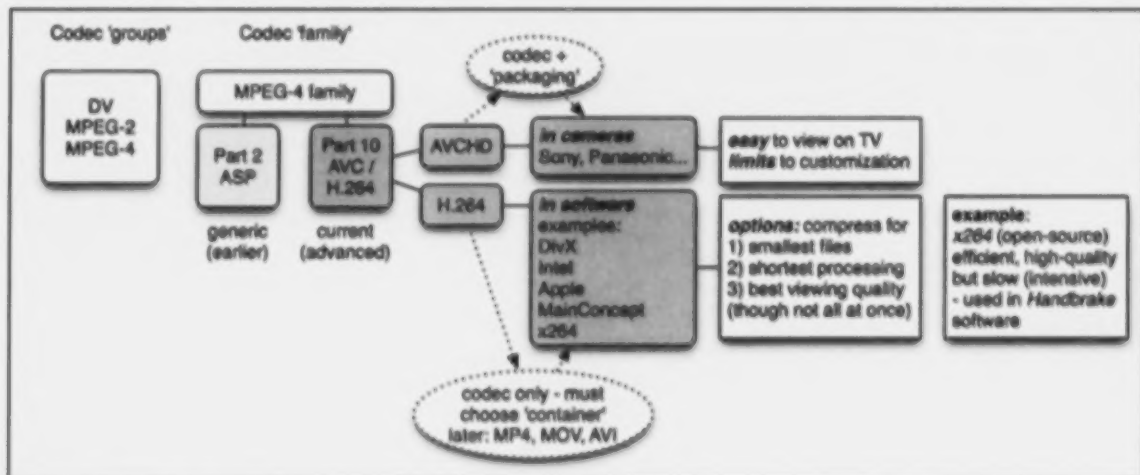 Codec 'groups'
Codec 'family'
DV
MPEG-2
MPEG-4
MPEG-4 family
Part 2
ASP
generic
(earlier)
Part 10
AVC /
H.264
current
(advanced)
codec +
'packaging'
AVCHD
in cameras
Sony, Panasonic...
easy to view on TV
limits to customization
H.264
in software
examples:
DivX
Intel
Apple
MainConcept
x264
options: compress for
1) smallest files
2) shortest processing
3) best viewing quality
(though not all at once)
example:
x264 (open-source)
efficient, high-quality
but slow (intensive)
- used in Handbrake
software
codec only - must
choose 'container'
later: MP4, MOV, AVI